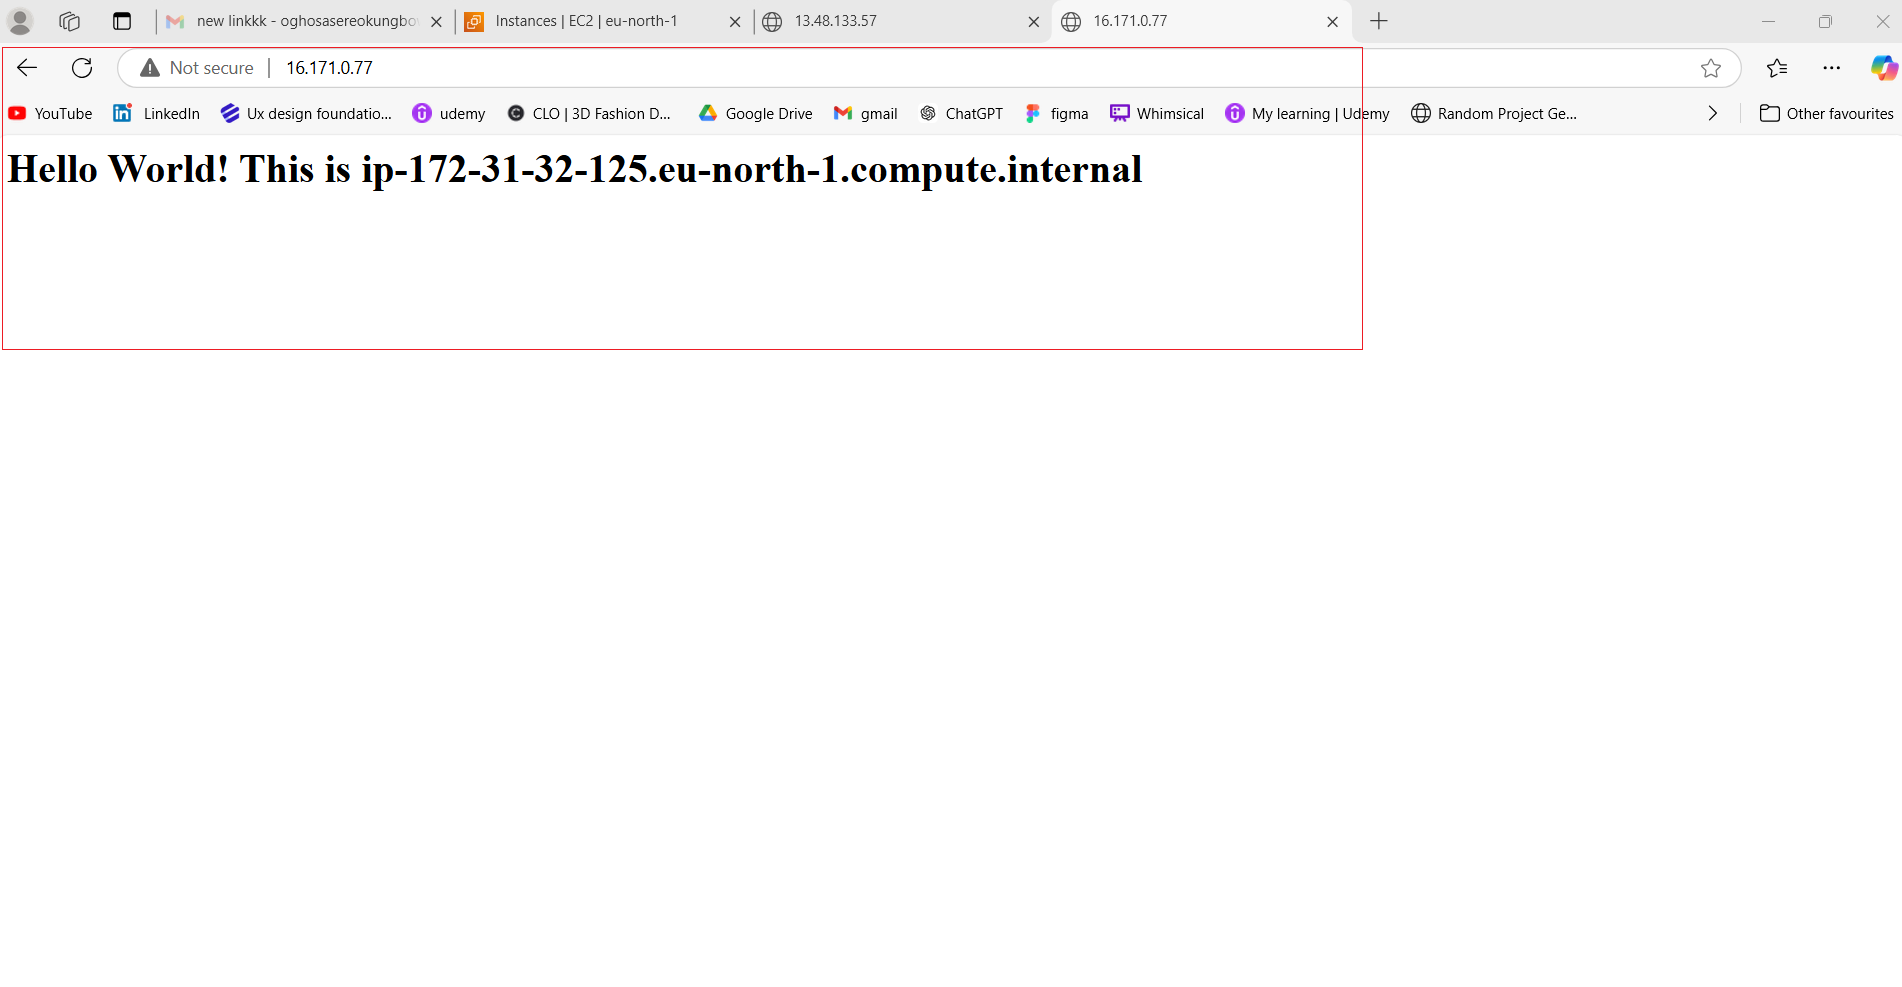 new linkkk - oghosasereokungbo
Instances | EC2 | eu-north-1
13.48.133.57
16.171.0.77
Not secure
16.171.0.77
YouTube
LinkedIn
Ux design foundatio...
udemy
CLO | 3D Fashion D...
Google Drive
gmail
ChatGPT
figma
Whimsical
My learning | Udemy
Random Project Ge...
Other favourites
Hello World! This is ip-172-31-32-125.eu-north-1.compute.internal